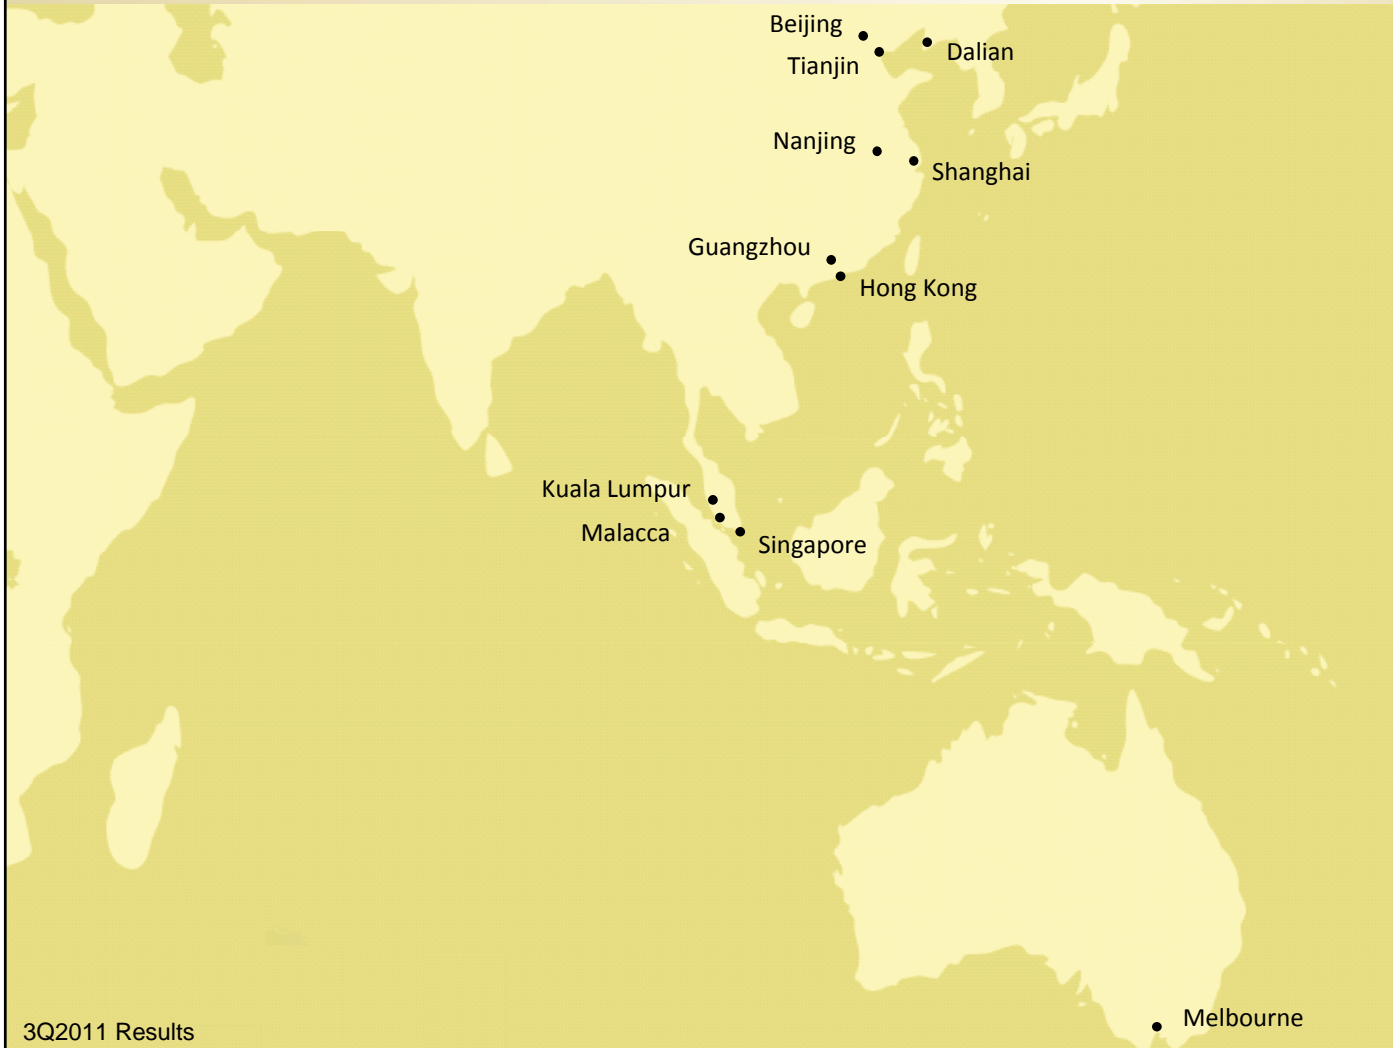 Beijing
Dalian
Tianjin
Nanjing
Shanghai
Guangzhou
Hong Kong
Kuala Lumpur
Malacca
Singapore
Melbourne
3Q2011 Results